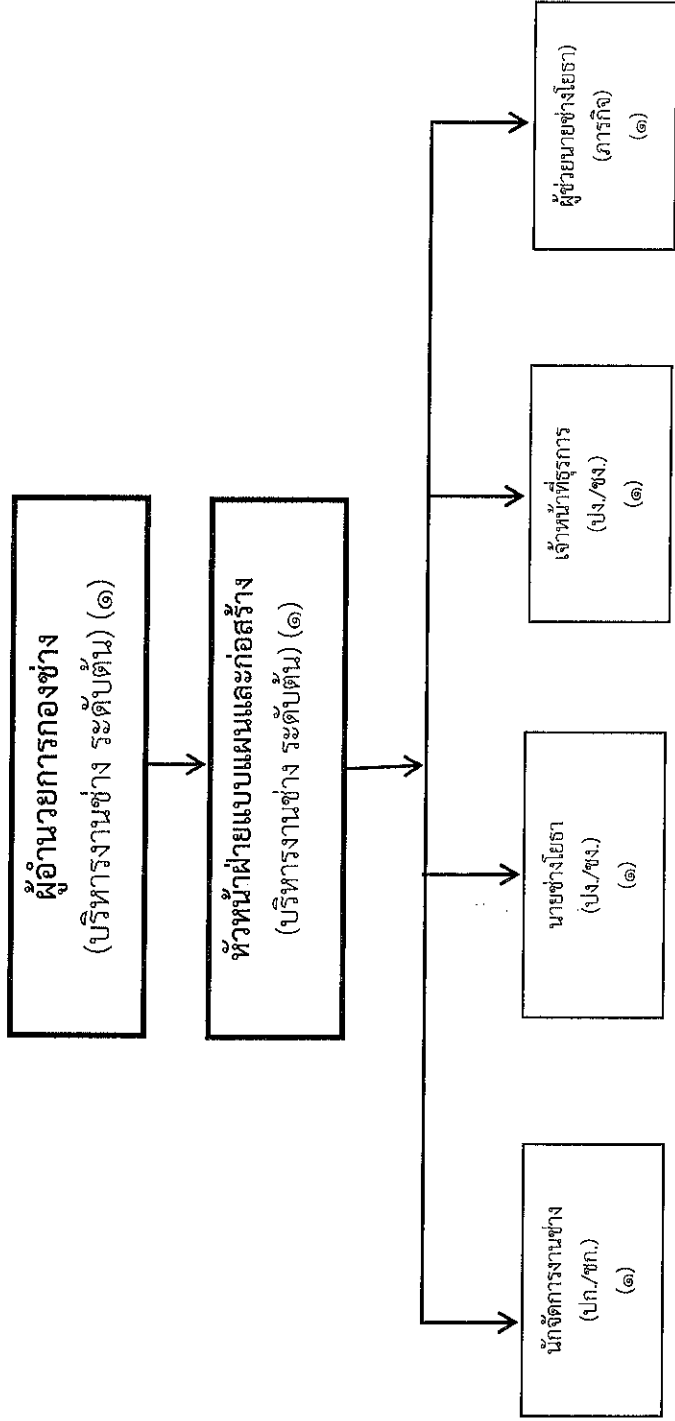 ผู้อำนวยการกองช่าง
(บริหารงานช่าง ระดับต้น) (๑)
หัวหน้าฝ่ายแบบแผนและก่อสร้าง
(บริหารงานช่าง ระดับต้น) (๑)
นักจัดการงานช่าง
(ปก./ชก.)
(๑)
นายช่างโยธา
(ปง./ชง.)
(๑)
เจ้าหน้าที่ธุรการ
(ปง./ชง.)
(๑)
ผู้ช่วยนายช่างโยธา)
(ภารกิจ)
(๑)